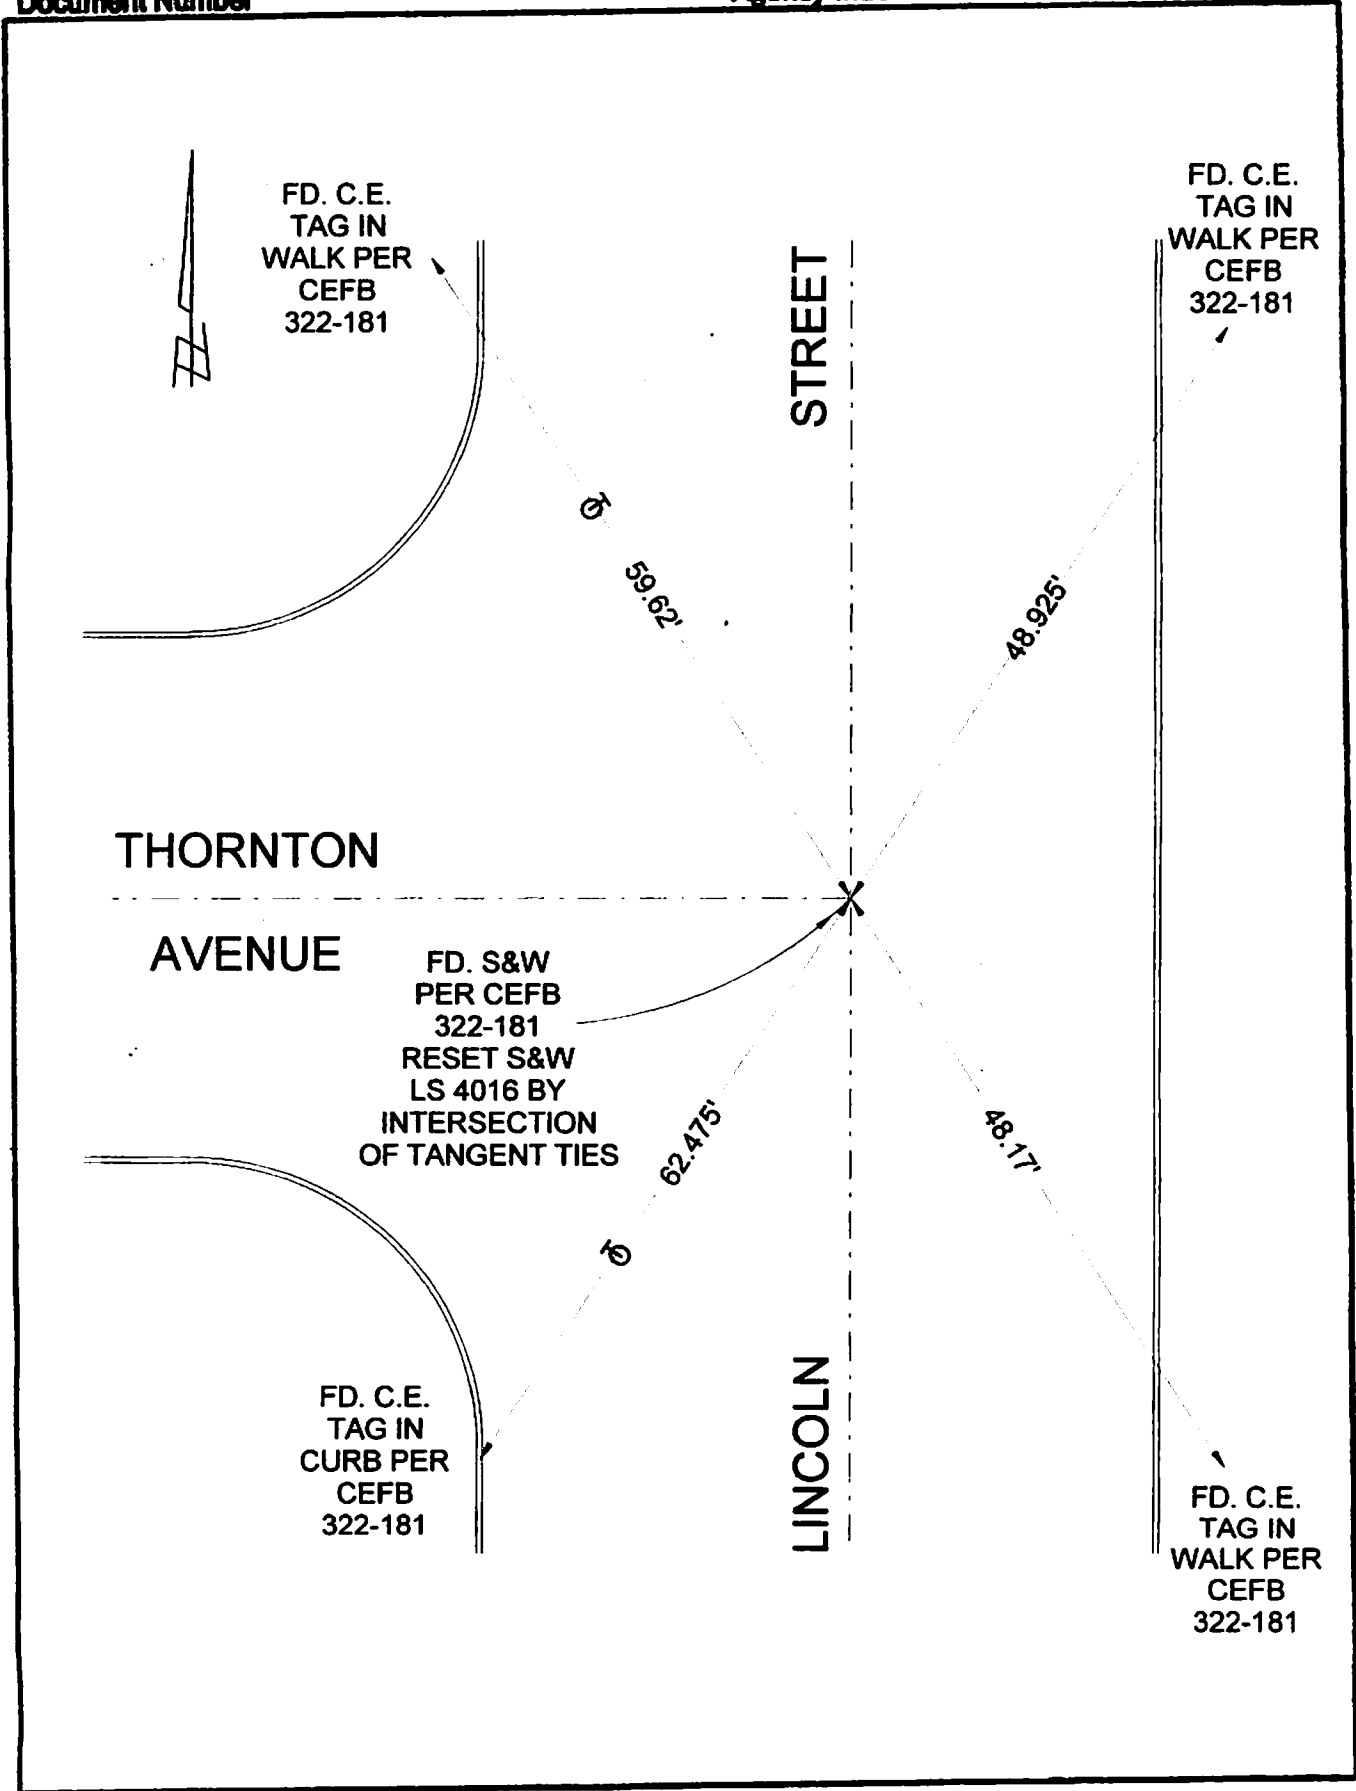 Document Number
FD. C.E.
TAG IN
WALK PER
CEFB
322-181
FD. C.E.
TAG IN
WALK PER
CEFB
322-181
STREET
59.62'
48.925'
THORNTON
AVENUE
FD. S&W
PER CEFB
322-181
RESET S&W
LS 4016 BY
INTERSECTION
OF TANGENT TIES
62.475'
48.17'
LINCOLN
FD. C.E.
TAG IN
CURB PER
CEFB
322-181
FD. C.E.
TAG IN
WALK PER
CEFB
322-181